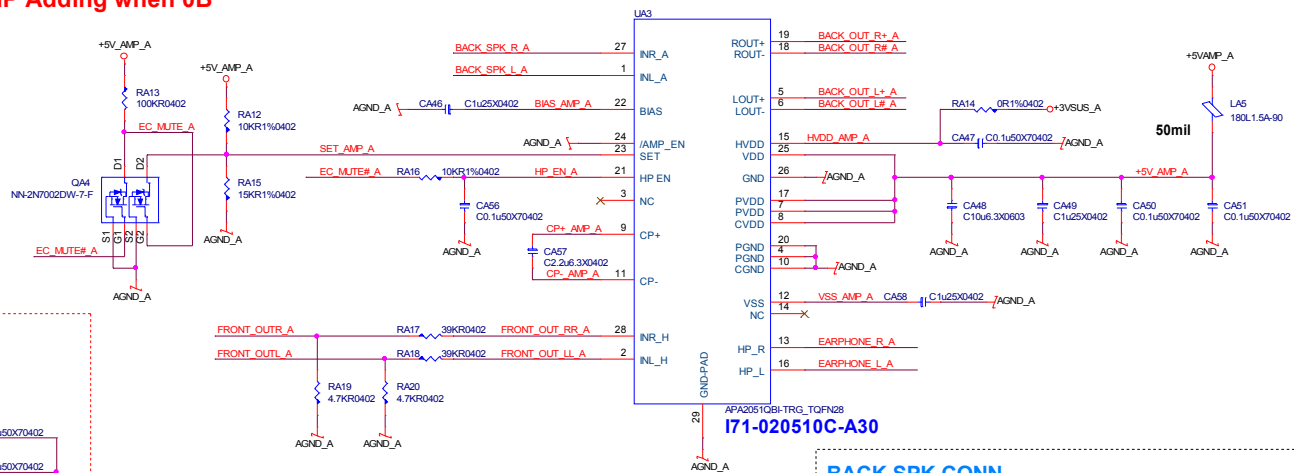 IP Adding when 0B
UA3
+5V_AMP_A
+5V_AMP_A
+5VAMP_A
RA13
100KR0402
RA12
10KR1%0402
EC_MUTE_A
D1
D2
QA4
NN-2N7002DW-7-F
S1
G1
S2
G2
EC_MUTE#_A
AGND_A
RA15
15KR1%0402
AGND_A
BACK_SPK_R_A
27
INR_A
BACK_SPK_L_A
1
INL_A
AGND_A
CA46
C1u25X0402
BIAS_AMP_A
22
BIAS
AGND_A
24
/AMP_EN
SET_AMP_A
23
SET
EC_MUTE#_A
RA16
10KR1%0402
HP_EN_A
21
HP EN
3
NC
CA56
C0.1u50X70402
AGND_A
CP+_AMP_A
9
CP+
CA57
C2.2u6.3X0402
CP-_AMP_A
11
CP-
FRONT_OUTR_A
RA17
39KR0402
FRONT_OUT_RR_A
28
INR_H
FRONT_OUTL_A
RA18
39KR0402
FRONT_OUT_LL_A
2
INL_H
RA19
4.7KR0402
RA20
4.7KR0402
AGND_A
AGND_A
ROUT+
19
BACK_OUT_R+_A
ROUT-
18
BACK_OUT_R#_A
LOUT+
5
BACK_OUT_L+_A
LOUT-
6
BACK_OUT_L#_A
RA14
0R1%0402
+3VSUS_A
HVDD
15
HVDD_AMP_A
CA47
C0.1u50X70402
AGND_A
VDD
25
GND
26
AGND_A
50mil
LA5
180L1.5A-90
+5V_AMP_A
PVDD
17
PVDD
7
CVDD
8
CA48
C10u6.3X0603
CA49
C1u25X0402
CA50
C0.1u50X70402
CA51
C0.1u50X70402
AGND_A
AGND_A
AGND_A
AGND_A
PGND
20
PGND
4
CGND
10
AGND_A
VSS
12
VSS_AMP_A
CA58
C1u25X0402
AGND_A
NC
14
HP_R
13
EARPHONE_R_A
HP_L
16
EARPHONE_L_A
GND-PAD
29
AGND_A
APA2051QBI-TRG_TQFN28
I71-020510C-A30
u50X70402
u50X70402
BACK SPK CONN